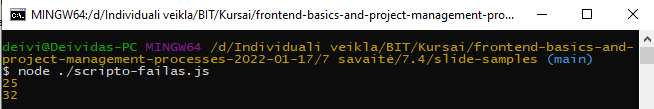 MINGW64:/d/Individuali veikla/BIT/Kursai/frontend-basics-and-project-management-pro...
deivi@Deividas-PC MINGW64 /d/Individuali veikla/BIT/Kursai/frontend-basics-and-
project-management-processes-2022-01-17/7 savaitė/7.4/slide-samples (main)
$ node ./scripto-failas.js
25
32